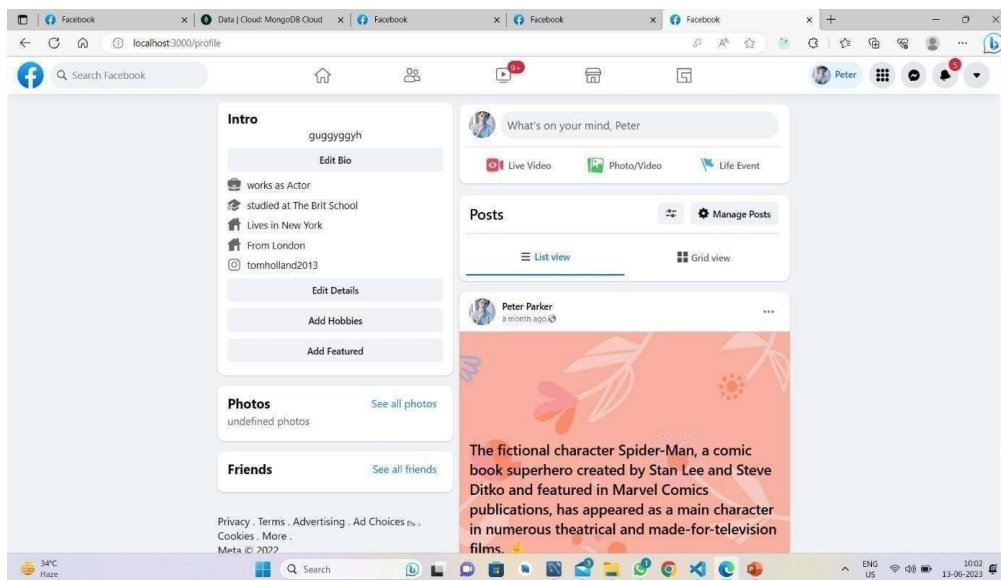 Facebook
Data | Cloud: MongoDB Cloud
Facebook
Facebook
Facebook
localhost:3000/profile
Search Facebook
9+
Peter
5
Intro
guggyggyh
Edit Bio
works as Actor
studied at The Brit School
Lives in New York
From London
tomholland2013
Edit Details
Add Hobbies
Add Featured
Photos
See all photos
undefined photos
Friends
See all friends
Privacy . Terms . Advertising . Ad Choices .
Cookies . More .
Meta © 2022
What's on your mind, Peter
Live Video
Photo/Video
Life Event
Posts
Manage Posts
List view
Grid view
Peter Parker
a month ago
The fictional character Spider-Man, a comic
book superhero created by Stan Lee and Steve
Ditko and featured in Marvel Comics
publications, has appeared as a main character
in numerous theatrical and made-for-television
films.
34°C
Haze
Search
ENG
US
10:02
13-06-2023